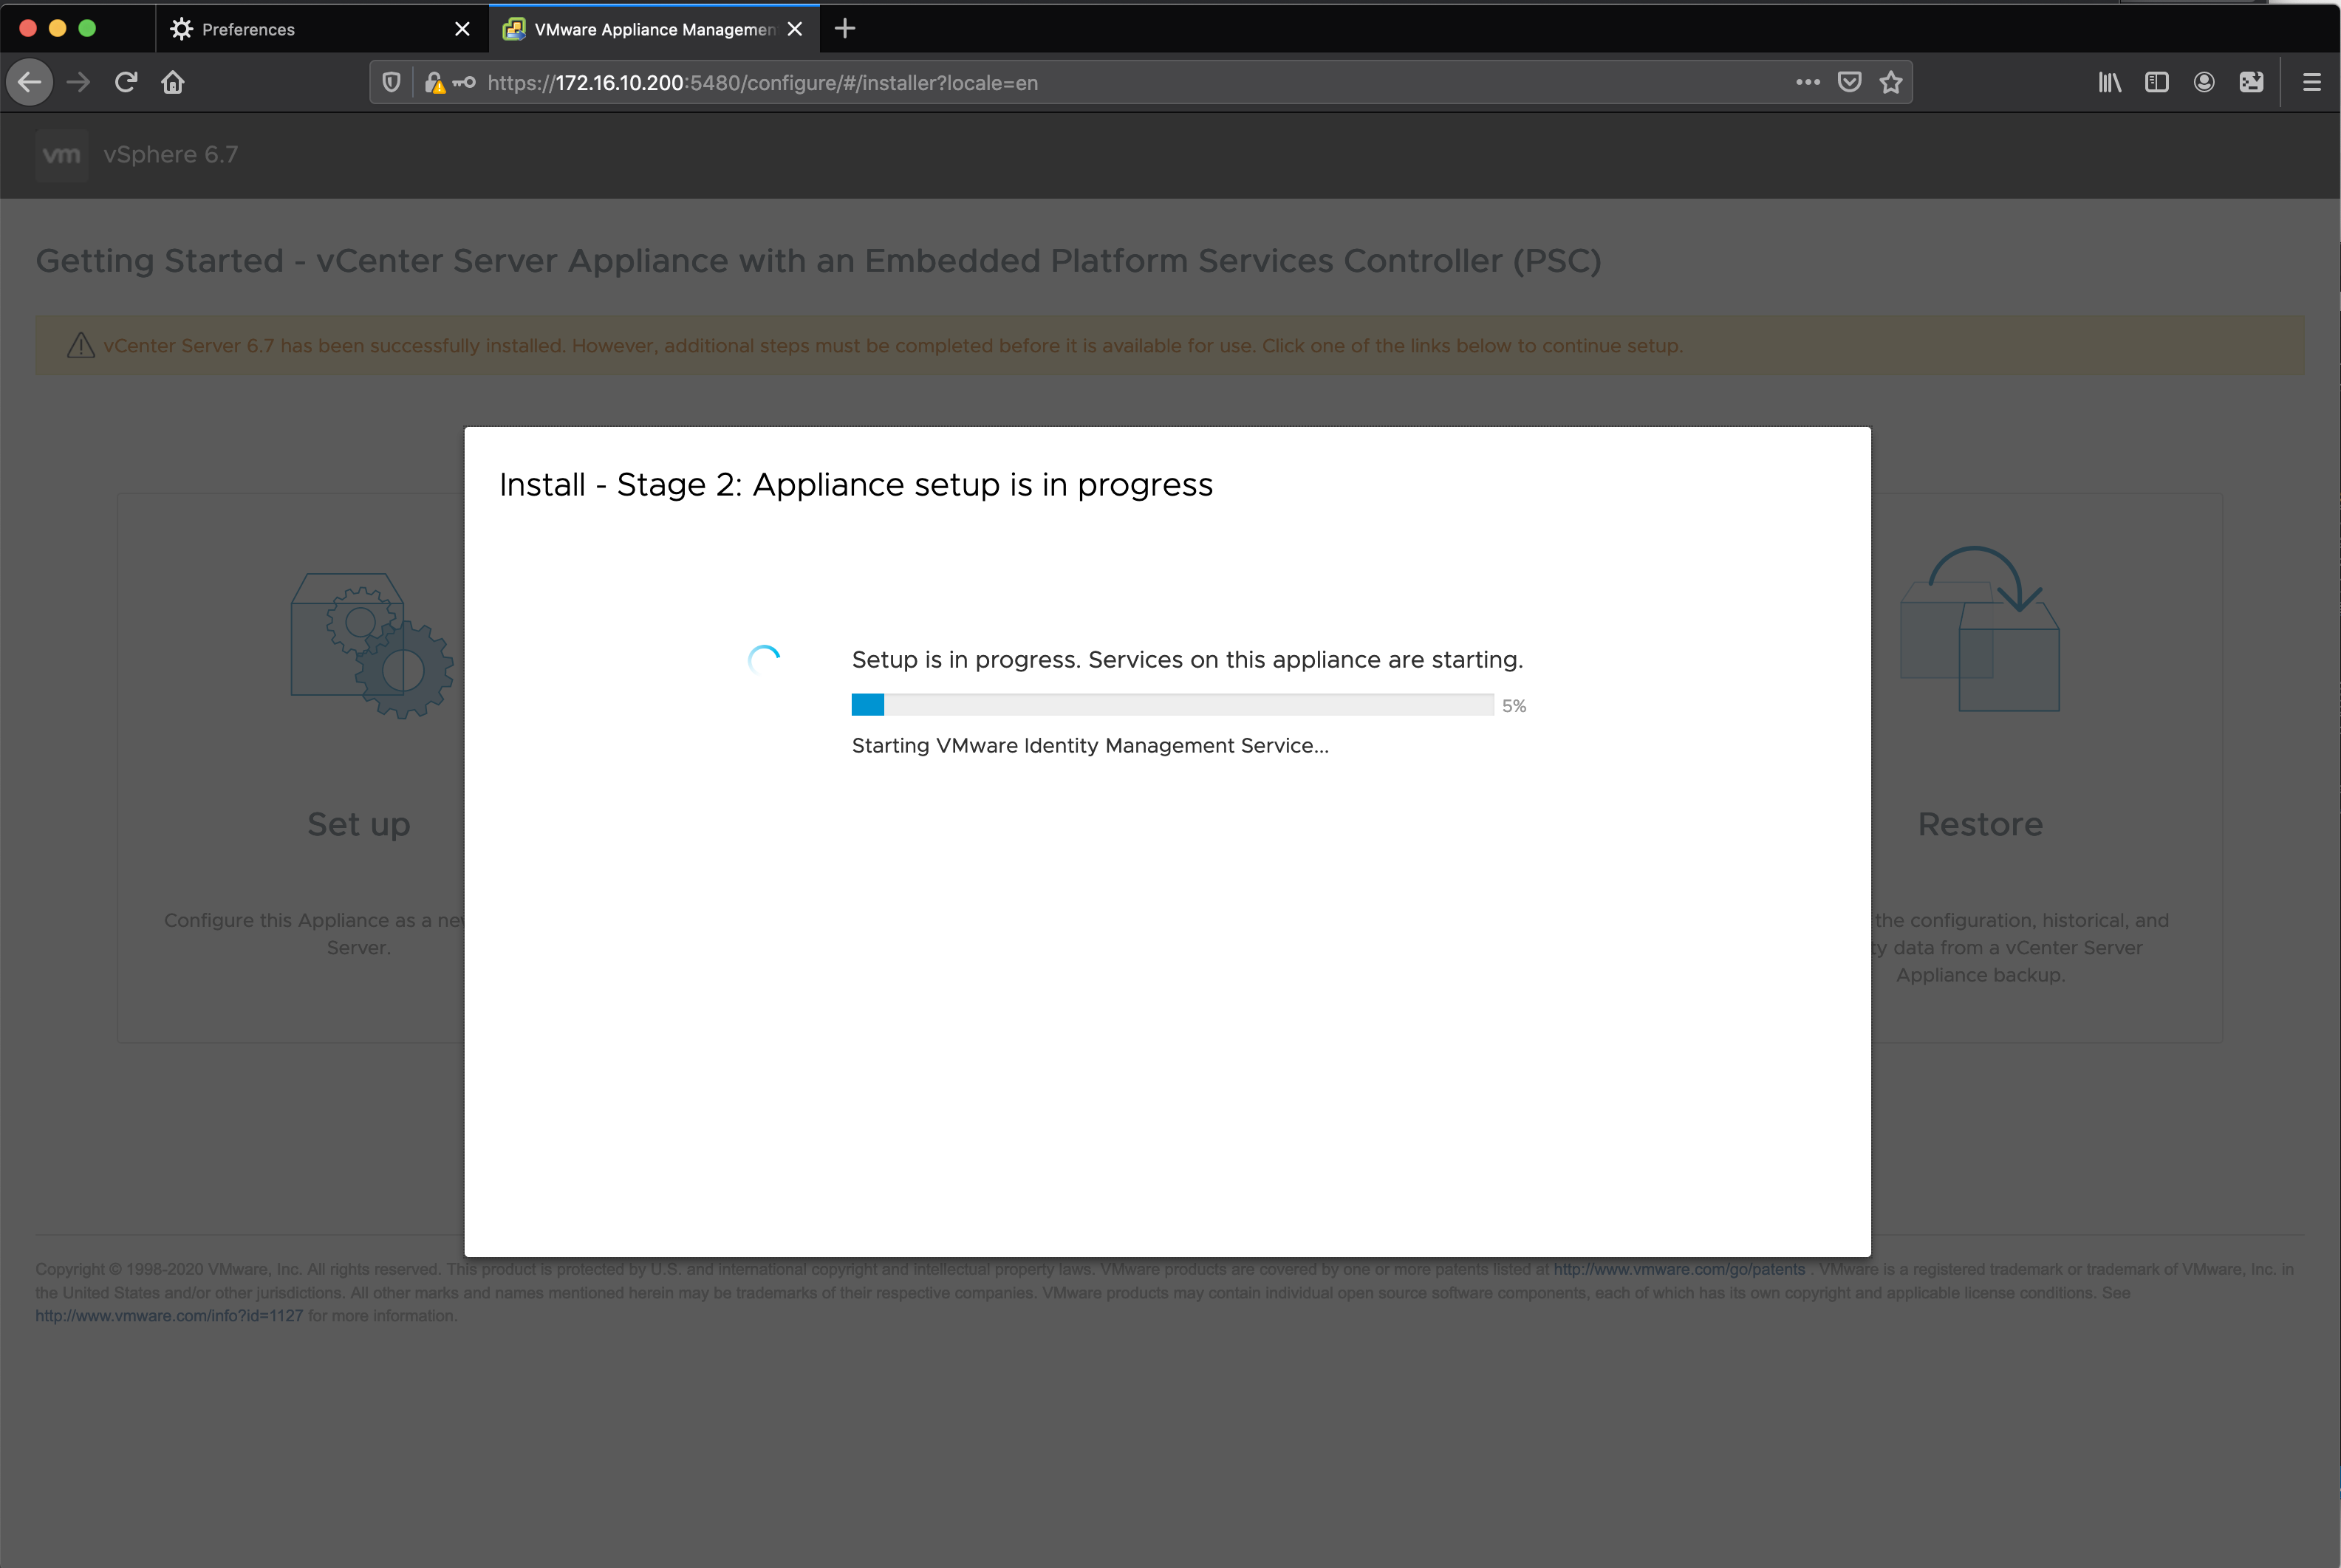 Preferences
VMware Appliance Managemen
https://172.16.10.200:5480/configure/#/installer?locale=en
vm vSphere 6.7
Getting Started - vCenter Server Appliance with an Embedded Platform Services Controller (PSC)
vCenter Server 6.7 has been successfully installed. However, additional steps must be completed before it is available for use. Click one of the links below to continue setup.
Install - Stage 2: Appliance setup is in progress
Setup is in progress. Services on this appliance are starting.
5%
Starting VMware Identity Management Service...
Set up
Configure this Appliance as a
Server.
Restore
the configuration, historical, and
data from a vCenter Server
Appliance backup.
Copyright © 1998-2020 VMware, Inc. All rights reserved. This product is protected by U.S. and international copyright and intellectual property laws. VMware products are covered by one or more patents listed at http://www.vmware.com/go/patents . VMware is a registered trademark or trademark of VMware, Inc. in
the United States and/or other jurisdictions. All other marks and names mentioned herein may be trademarks of their respective companies. VMware products may contain individual open source software components, each of which has its own copyright and applicable license conditions. See
http://www.vmware.com/info?id=1127 for more information.